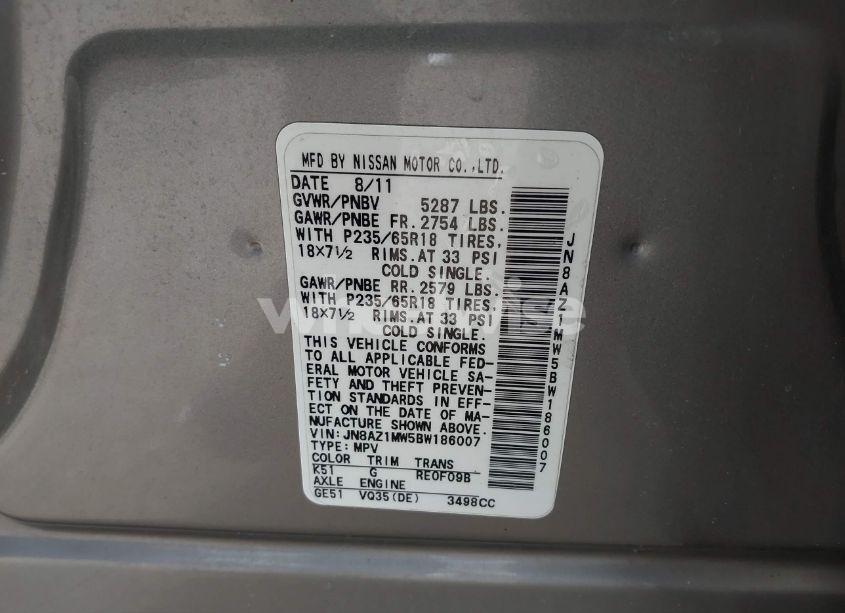 MFD BY NISSAN MOTOR CO.,LTD.
DATE 8/11
GVWR/PNBV 5287 LBS.
GAWR/PNBE FR. 2754 LBS.
WITH P235/65R18 TIRES,
18×7½ RIMS.AT 33 PSI
COLD SINGLE.
GAWR/PNBE RR. 2579 LBS.
WITH P235/65R18 TIRES,
18×7½ RIMS.AT 33 PSI
COLD SINGLE.
THIS VEHICLE CONFORMS
TO ALL APPLICABLE FED-
ERAL MOTOR VEHICLE SA-
FETY AND THEFT PREVEN-
TION STANDARDS IN EFF-
ECT ON THE DATE OF MA-
NUFACTURE SHOWN ABOVE.
VIN: JN8AZ1MW5BW186007
TYPE: MPV
COLOR TRIM TRANS
K51 G RE0F09B
AXLE ENGINE
GE51 VQ35(DE) 3498CC
JN8AZ1MW5BW186007